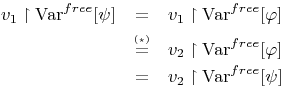 v₁ ↾ Var^{free}[ψ] = v₁ ↾ Var^{free}[φ]
(⋆)= v₂ ↾ Var^{free}[φ]
= v₂ ↾ Var^{free}[ψ]